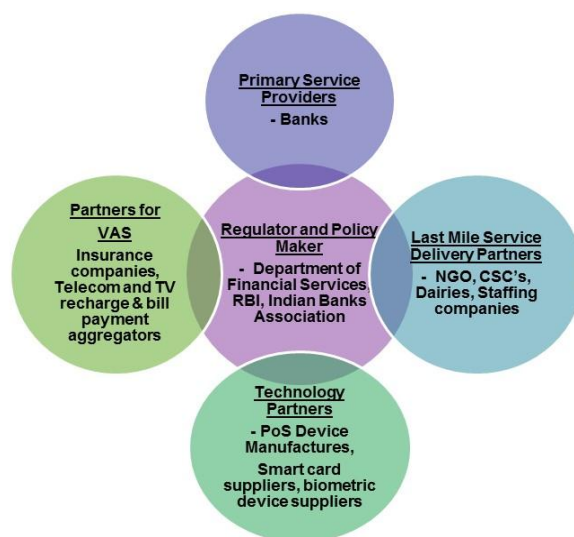 Primary Service
Providers
- Banks
Partners for
VAS
Insurance
companies,
Telecom and TV
recharge & bill
payment
aggregators
Regulator and Policy
Maker
- Department of
Financial Services,
RBI, Indian Banks
Association
Last Mile Service
Delivery Partners
- NGO, CSC's,
Dairies, Staffing
companies
Technology
Partners
- PoS Device
Manufactures,
Smart card
suppliers, biometric
device suppliers